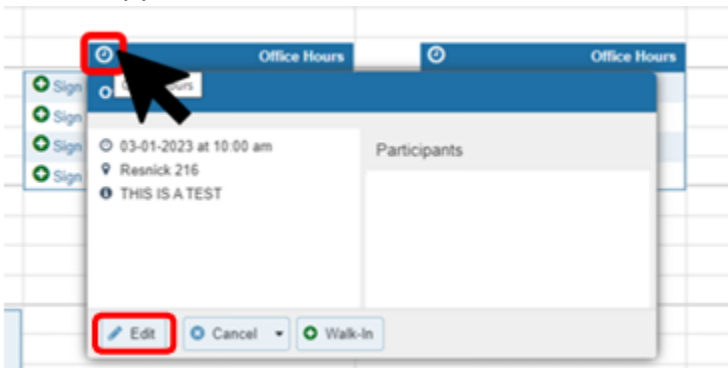 Office Hours
Office Hours
Sign
Sign
Sign
Sign
03-01-2023 at 10:00 am
Resnick 216
THIS IS A TEST
Participants
Edit
Cancel
Walk-In